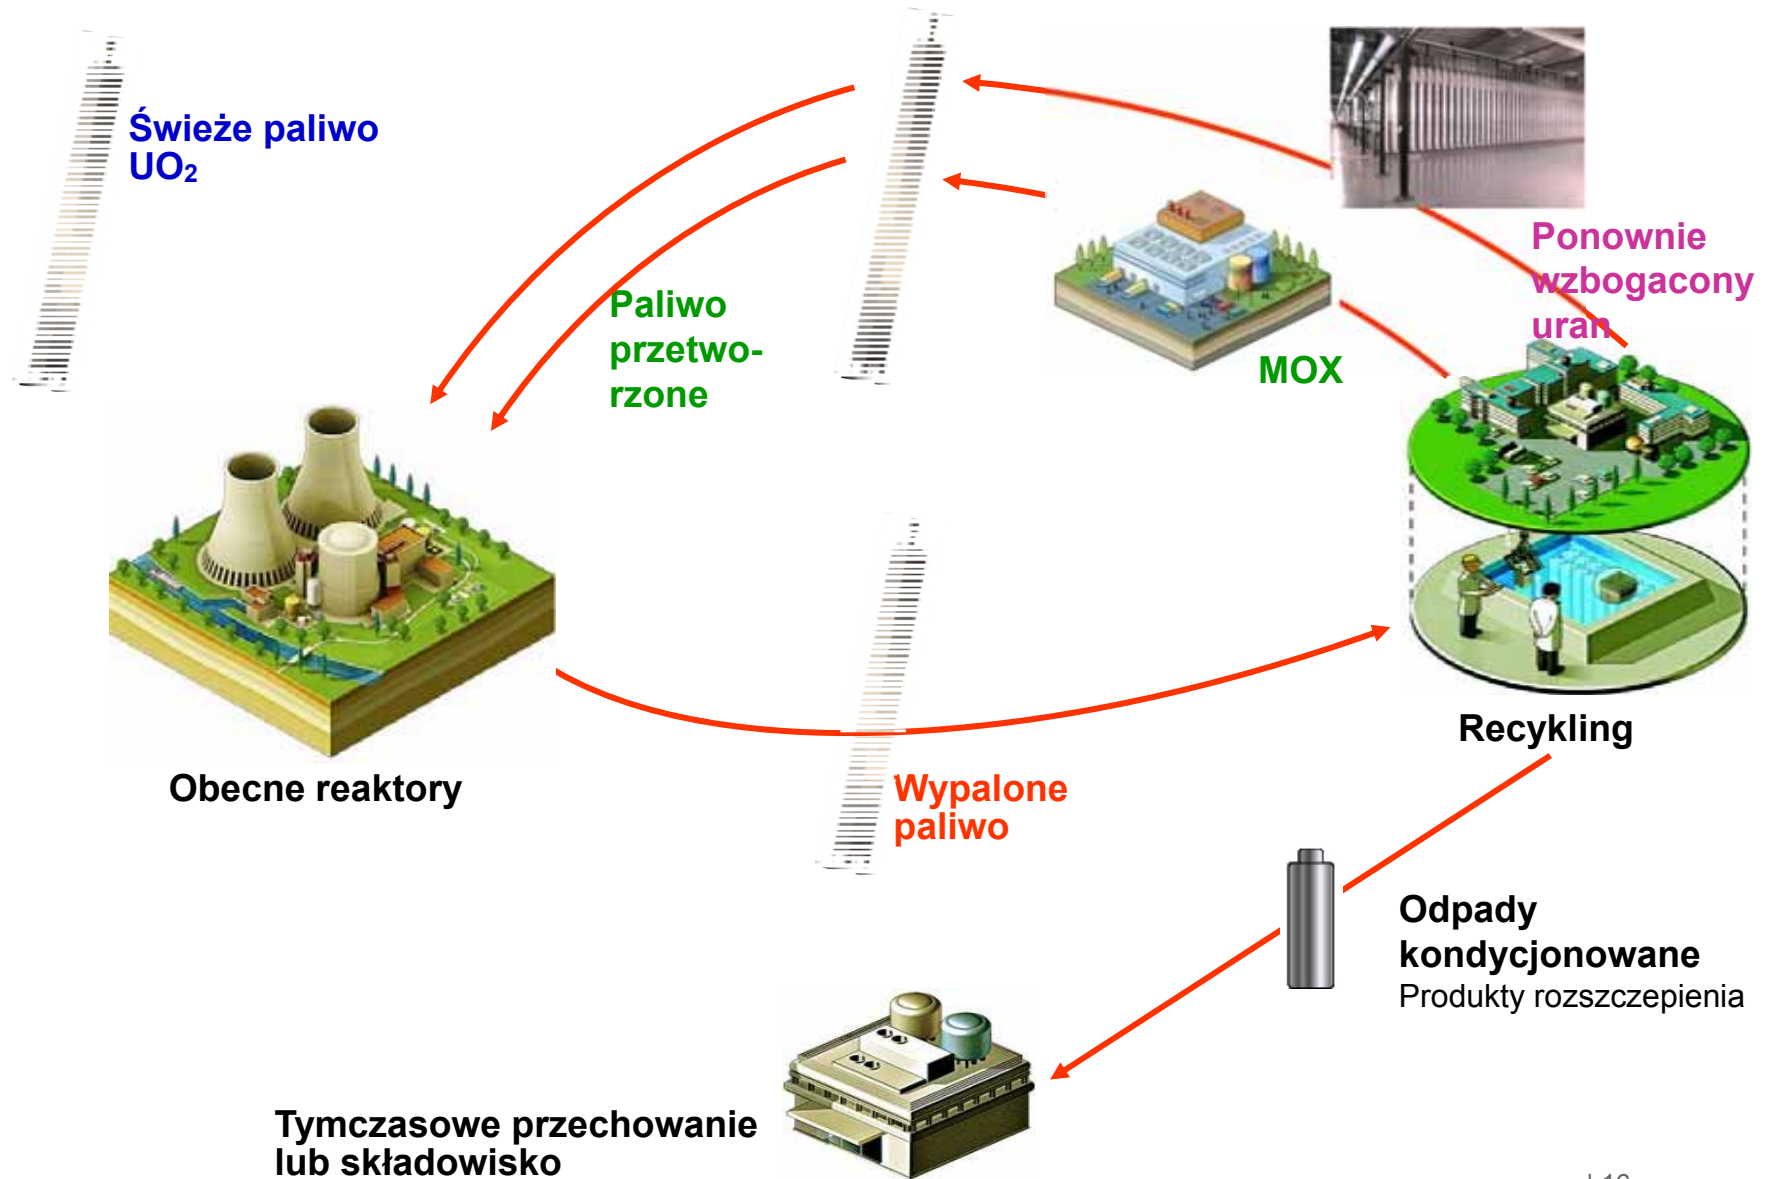 Świeże paliwo
UO₂
Paliwo
przetwo-
rzone
MOX
Ponownie
wzbogacony
uran
Obecne reaktory
Wypalone
paliwo
Recykling
Odpady
kondycjonowane
Produkty rozszczepienia
Tymczasowe przechowanie
lub składowisko